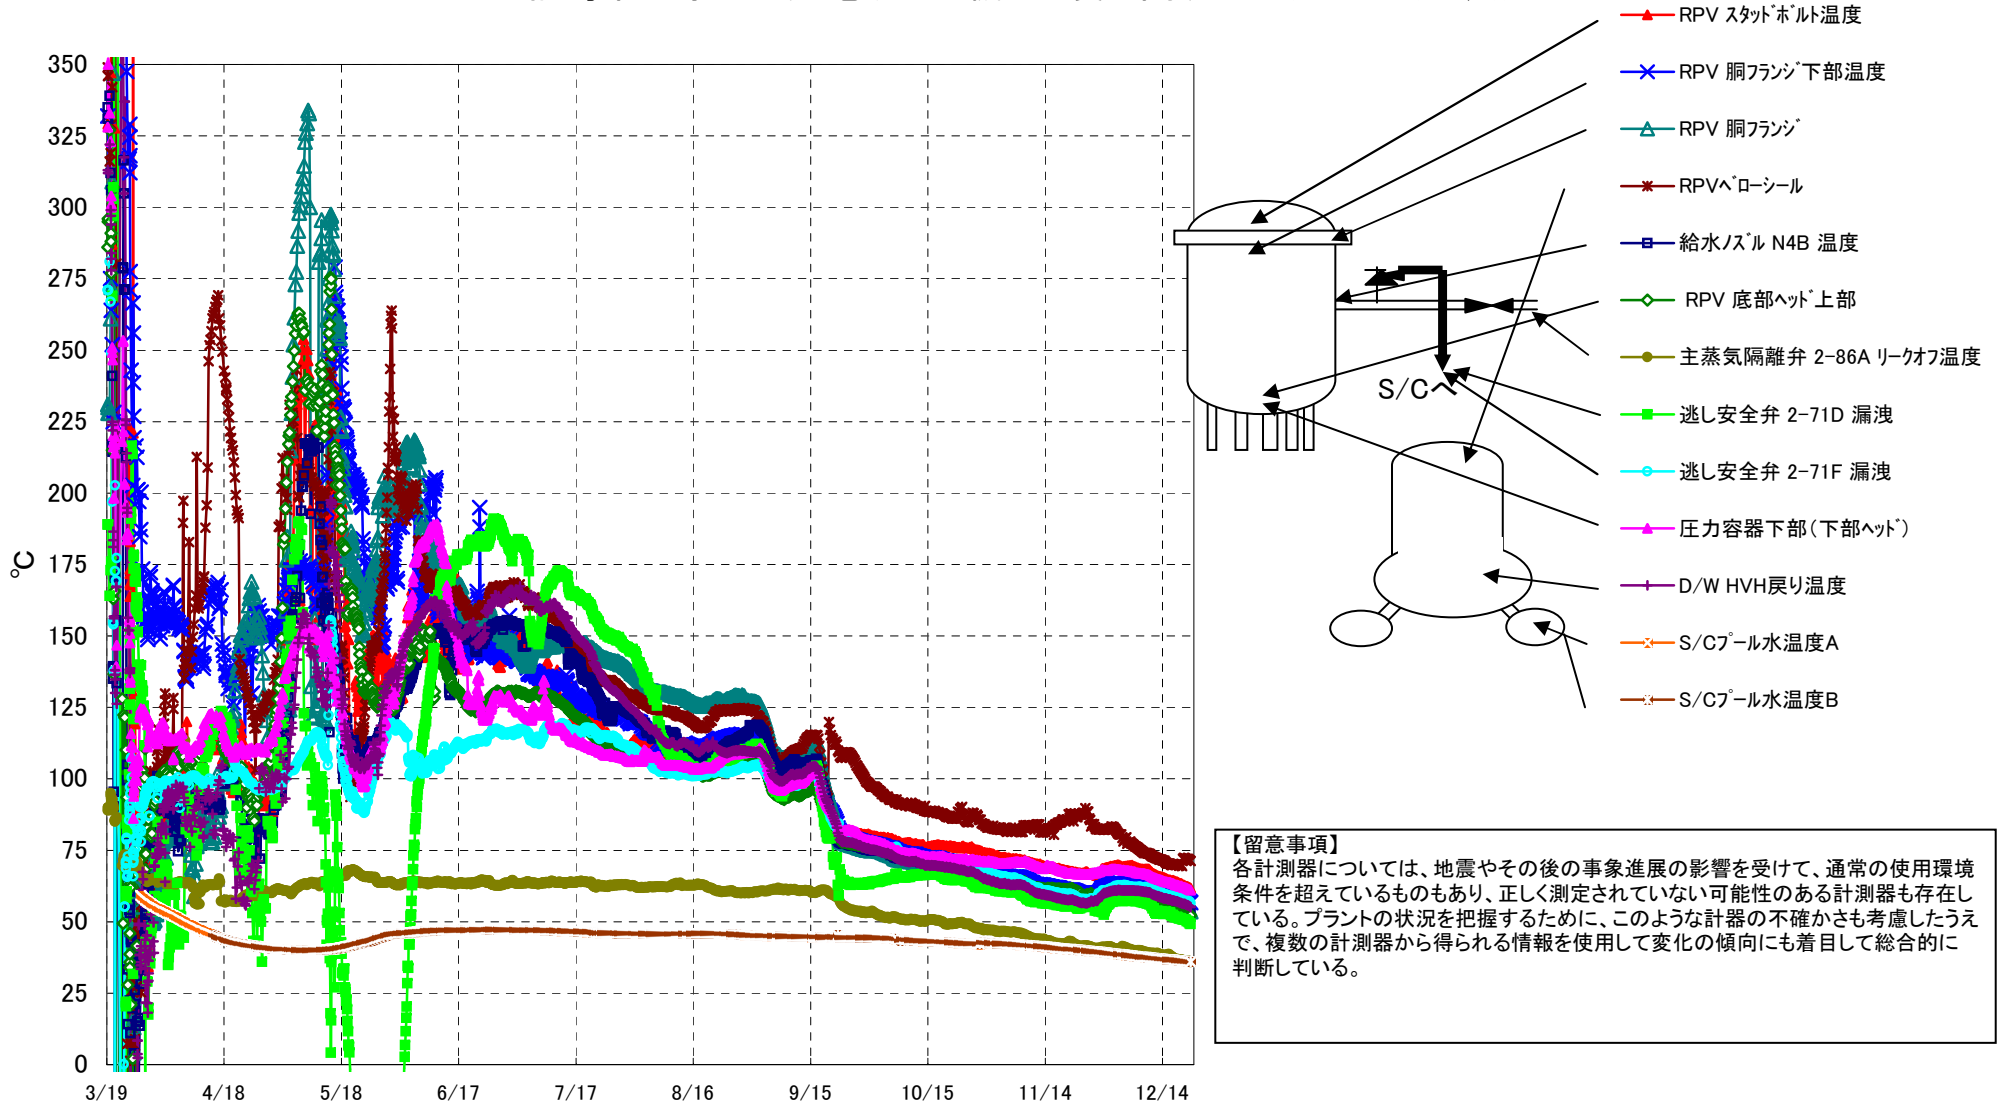 350
325
300
275
250
225
200
175
150
125
100
75
50
25
0
℃
3/19
4/18
5/18
6/17
7/17
8/16
9/15
10/15
11/14
12/14
RPV ｽﾀｯﾄﾞﾎﾞﾙﾄ温度
RPV 胴フランジ下部温度
RPV 胴フランジ
RPVベローシール
給水ノズル N4B 温度
RPV 底部ヘッド上部
主蒸気隔離弁 2-86A リークオフ温度
逃し安全弁 2-71D 漏洩
逃し安全弁 2-71F 漏洩
圧力容器下部(下部ヘッド)
D/W HVH戻り温度
S/Cプール水温度A
S/Cプール水温度B
S/Cへ
【留意事項】
各計測器については、地震やその後の事象進展の影響を受けて、通常の使用環境
条件を超えているものもあり、正しく測定されていない可能性のある計測器も存在し
ている。プラントの状況を把握するために、このような計器の不確かさも考慮したうえ
で、複数の計測器から得られる情報を使用して変化の傾向にも着目して総合的に
判断している。